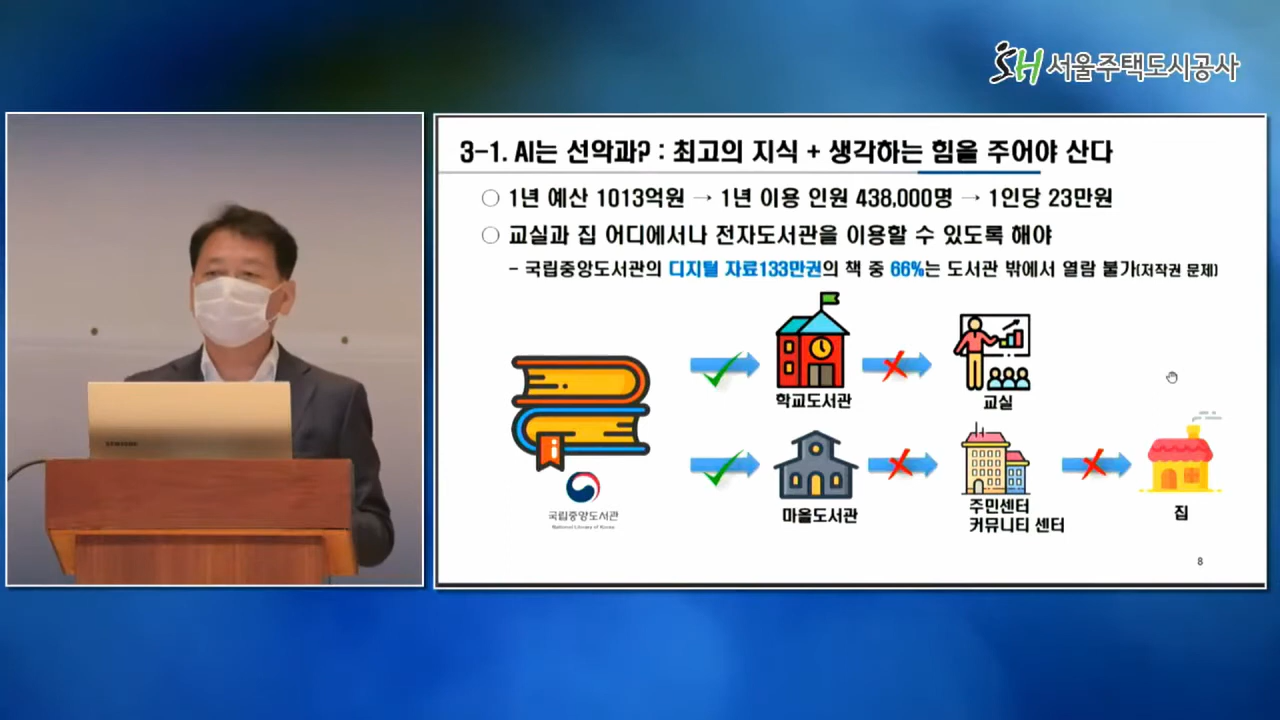 SH 서울주택도시공사
3-1. AI는 선악과? : 최고의 지식 + 생각하는 힘을 주어야 산다
○ 1년 예산 1013억원 → 1년 이용 인원 438,000명 → 1인당 23만원
○ 교실과 집 어디에서나 전자도서관을 이용할 수 있도록 해야
- 국립중앙도서관의 디지털 자료133만권의 책 중 66%는 도서관 밖에서 열람 불가(저작권 문제)
학교도서관
교실
국립중앙도서관
National Library of Korea
마을도서관
주민센터
커뮤니티 센터
집
8
SAMSUNG